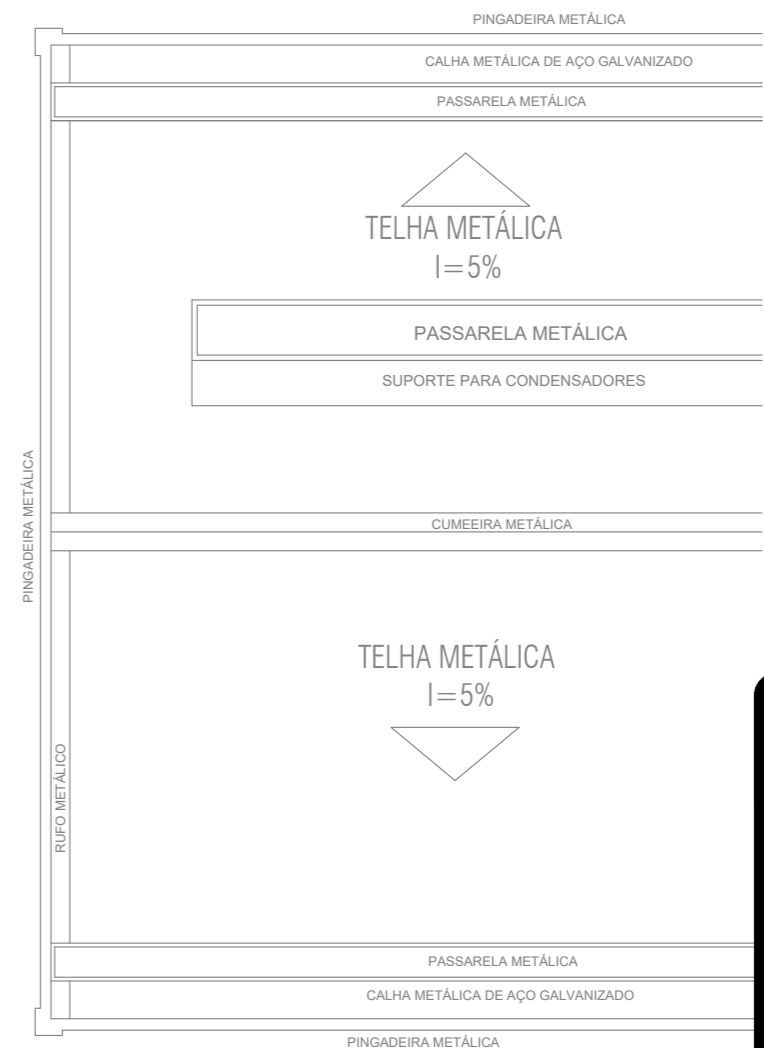 PINGADEIRA METÁLICA
CALHA METÁLICA DE AÇO GALVANIZADO
PASSARELA METÁLICA
TELHA METÁLICA
I=5%
PASSARELA METÁLICA
SUPORTE PARA CONDENSADORES
PINGADEIRA METÁLICA
CUMEEIRA METÁLICA
TELHA METÁLICA
I=5%
RUFO METÁLICO
PASSARELA METÁLICA
CALHA METÁLICA DE AÇO GALVANIZADO
PINGADEIRA METÁLICA